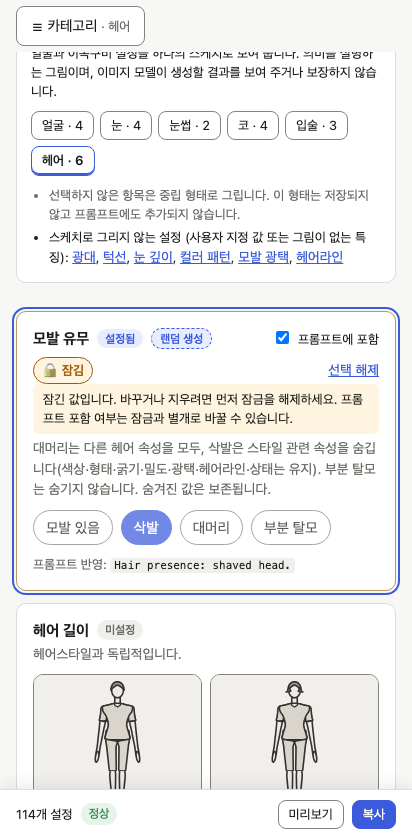 ≡ 카테고리 · 헤어
얼굴과 이목구비 설정을 하나의 스케치로 보여 줍니다. 의미를 설명하
는 그림이며, 이미지 모델이 생성할 결과를 보여 주거나 보장하지 않습
니다.
얼굴 · 4 눈 · 4 눈썹 · 2 코 · 4 입술 · 3
헤어 · 6
• 선택하지 않은 항목은 중립 형태로 그립니다. 이 형태는 저장되지
않고 프롬프트에도 추가되지 않습니다.
• 스케치로 그리지 않는 설정 (사용자 지정 값 또는 그림이 없는 특
징): 광대, 턱선, 눈 깊이, 컬러 패턴, 모발 광택, 헤어라인
모발 유무 설정됨 랜덤 생성 프롬프트에 포함
🔒 잠김 선택 해제
잠긴 값입니다. 바꾸거나 지우려면 먼저 잠금을 해제하세요. 프롬
프트 포함 여부는 잠금과 별개로 바꿀 수 있습니다.
대머리는 다른 헤어 속성을 모두, 삭발은 스타일 관련 속성을 숨깁
니다(색상·형태·굵기·밀도·광택·헤어라인·상태는 유지). 부분 탈모
는 숨기지 않습니다. 숨겨진 값은 보존됩니다.
모발 있음 삭발 대머리 부분 탈모
프롬프트 반영: Hair presence: shaved head.
헤어 길이 미설정
헤어스타일과 독립적입니다.
114개 설정 정상 미리보기 복사